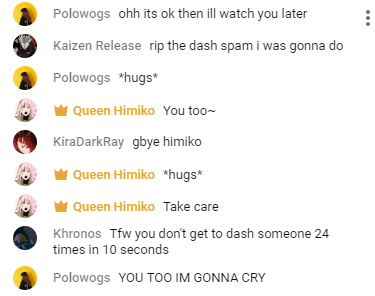 Polowogs ohh its ok then ill watch you later
Kaizen Release rip the dash spam i was gonna do
Polowogs *hugs*
Queen Himiko You too~
KiraDarkRay gbye himiko
Queen Himiko *hugs*
Queen Himiko Take care
Khronos Tfw you don't get to dash someone 24
times in 10 seconds
Polowogs YOU TOO IM GONNA CRY